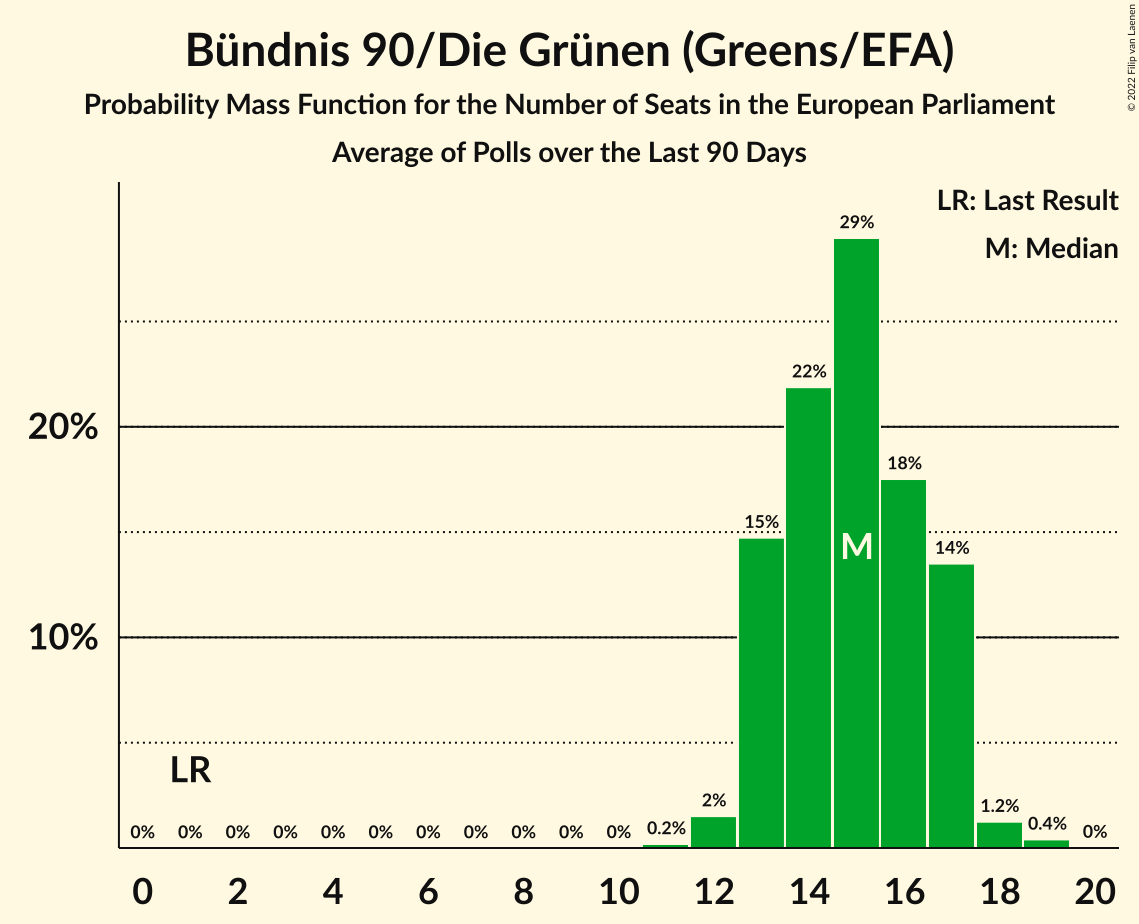 Bündnis 90/Die Grünen (Greens/EFA)
Probability Mass Function for the Number of Seats in the European Parliament
Average of Polls over the Last 90 Days
© 2022 Filip van Laenen
LR: Last Result
M: Median
29%
22%
20%
18%
15%
M
14%
10%
LR
2%
1.2%
0.4%
0.2%
0% 0% 0% 0% 0% 0% 0% 0% 0% 0% 0% 0%
0 2 4 6 8 10 12 14 16 18 20